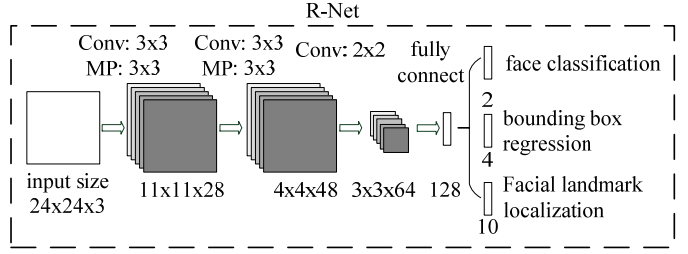 R-Net
Conv: 3x3
MP: 3x3
Conv: 3x3
MP: 3x3
Conv: 2x2
fully
connect
face classification
2
bounding box
regression
4
Facial landmark
localization
10
input size
24x24x3
11x11x28
4x4x48
3x3x64
128